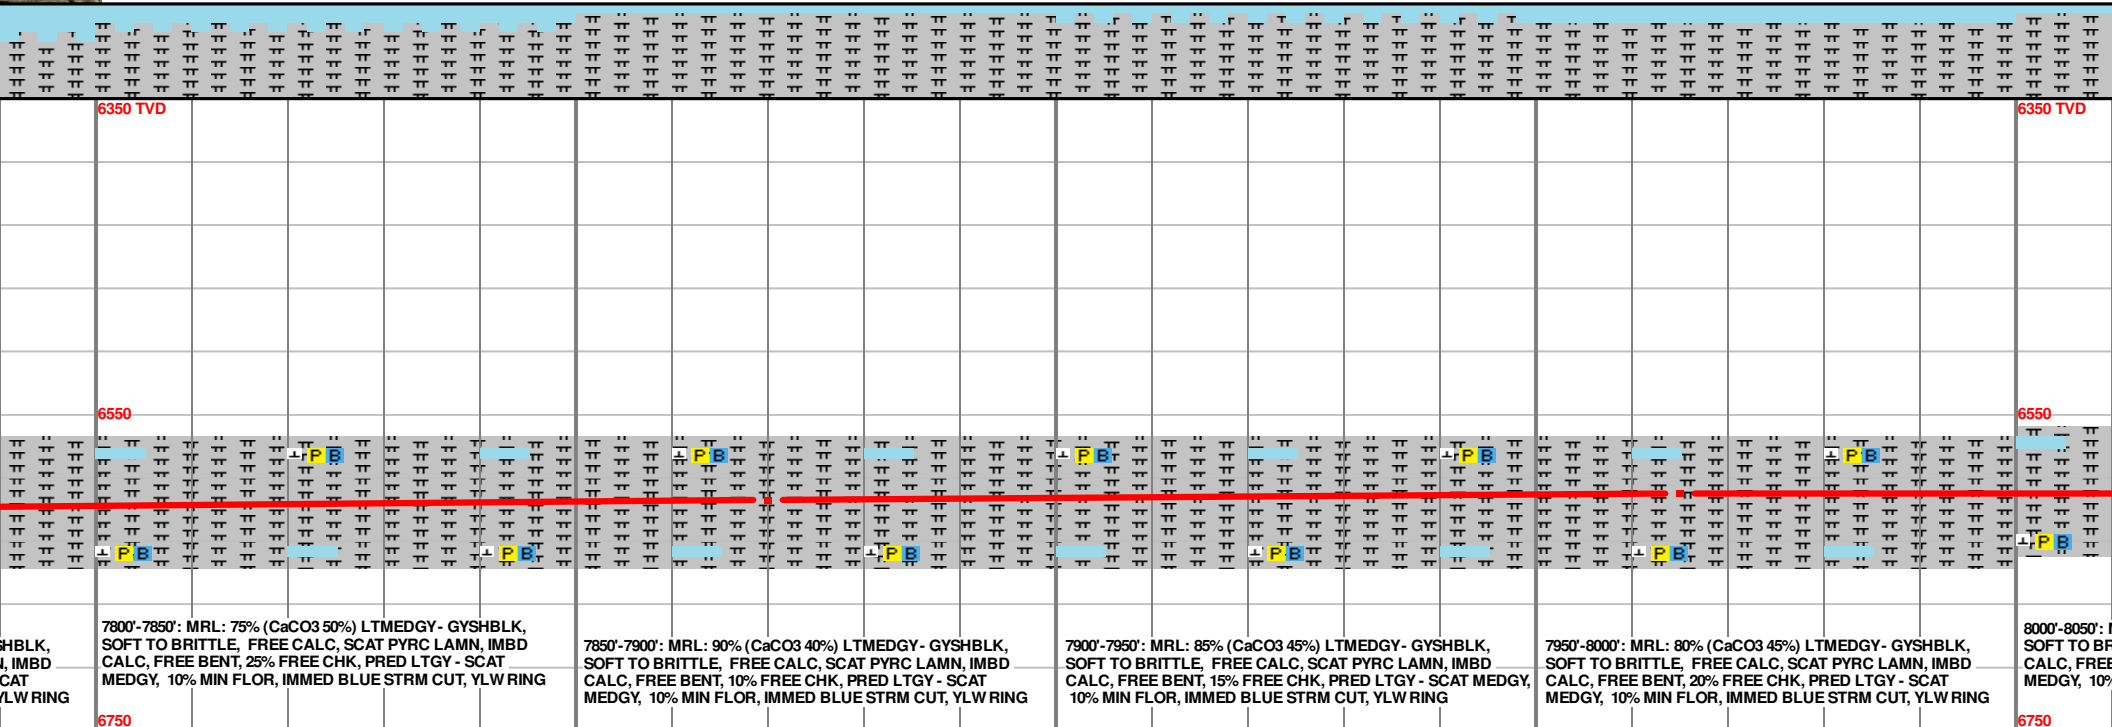 6350 TVD
6350 TVD
6550
6550
P B
P B
P B
P B
P B
P B
P B
P B
P B
P B
P B
SHBLK,
N, IMBD
SCAT
YLW RING
7800'-7850': MRL: 75% (CaCO3 50%) LTMEDGY - GYSHBLK,
SOFT TO BRITTLE, FREE CALC, SCAT PYRC LAMN, IMBD
CALC, FREE BENT, 25% FREE CHK, PRED LTGY - SCAT
MEDGY, 10% MIN FLOR, IMMED BLUE STRM CUT, YLW RING
7850'-7900': MRL: 90% (CaCO3 40%) LTMEDGY - GYSHBLK,
SOFT TO BRITTLE, FREE CALC, SCAT PYRC LAMN, IMBD
CALC, FREE BENT, 10% FREE CHK, PRED LTGY - SCAT
MEDGY, 10% MIN FLOR, IMMED BLUE STRM CUT, YLW RING
7900'-7950': MRL: 85% (CaCO3 45%) LTMEDGY - GYSHBLK,
SOFT TO BRITTLE, FREE CALC, SCAT PYRC LAMN, IMBD
CALC, FREE BENT, 15% FREE CHK, PRED LTGY - SCAT MEDGY,
10% MIN FLOR, IMMED BLUE STRM CUT, YLW RING
7950'-8000': MRL: 80% (CaCO3 45%) LTMEDGY - GYSHBLK,
SOFT TO BRITTLE, FREE CALC, SCAT PYRC LAMN, IMBD
CALC, FREE BENT, 20% FREE CHK, PRED LTGY - SCAT
MEDGY, 10% MIN FLOR, IMMED BLUE STRM CUT, YLW RING
8000'-8050':
SOFT TO BR
CALC, FREE
MEDGY, 10%
6750
6750